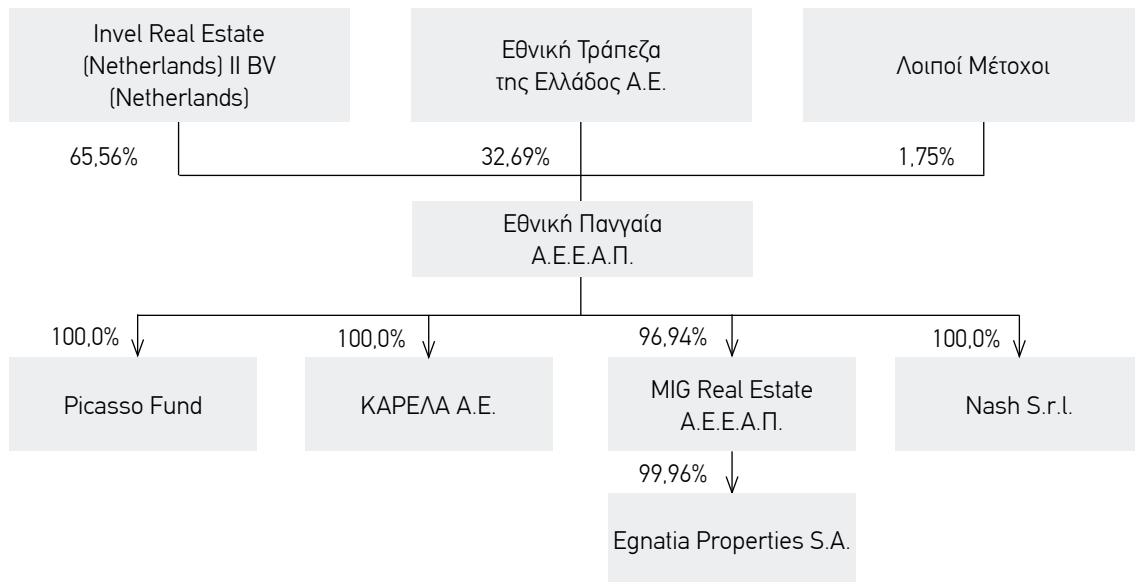 Invel Real Estate
(Netherlands) II BV
(Netherlands)
Εθνική Τράπεζα
της Ελλάδος Α.Ε.
Λοιποί Μέτοχοι
65,56%
32,69%
1,75%
Εθνική Πανγαία
Α.Ε.Ε.Α.Π.
100,0%
100,0%
96,94%
100,0%
Picasso Fund
ΚΑΡΕΛΑ Α.Ε.
MIG Real Estate
Α.Ε.Ε.Α.Π.
Nash S.r.l.
99,96%
Egnatia Properties S.A.